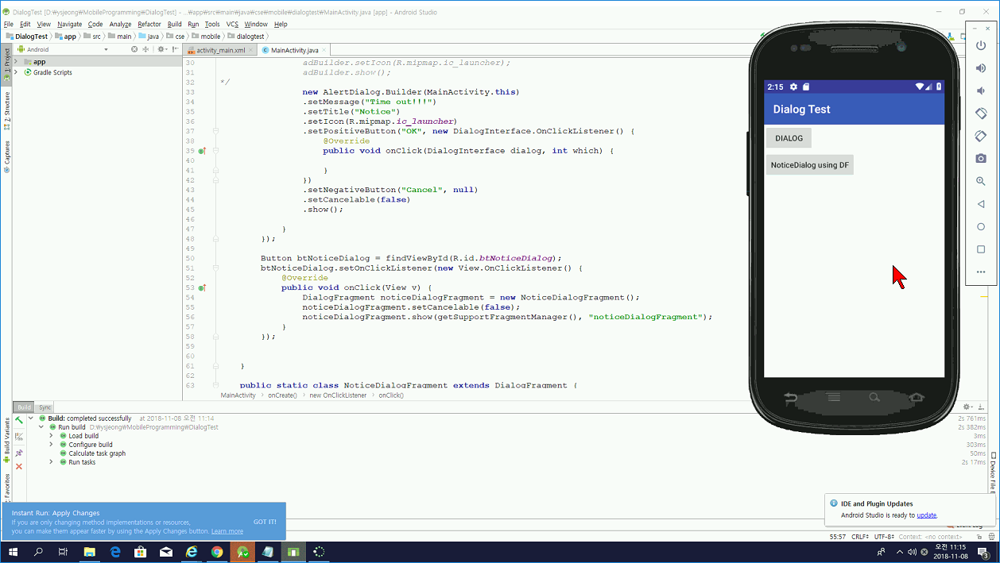 DialogTest [D:₩ysjeong₩MobileProgramming₩DialogTest] - ...₩app₩src₩main₩java₩cse₩mobile₩dialogtest₩MainActivity.java [app] - Android Studio
File Edit View Navigate Code Analyze Refactor Build Run Tools VCS Window Help
DialogTest app src main java cse mobile dialogtest
Android
activity_main.xml MainActivity.java
1: Project
app
Gradle Scripts
7: Structure
Captures
30 adBuilder.setIcon(R.mipmap.ic_launcher);
31 adBuilder.show();
32 */
33 new AlertDialog.Builder(MainActivity.this)
34 .setMessage("Time out!!!")
35 .setTitle("Notice")
36 .setIcon(R.mipmap.ic_launcher)
37 .setPositiveButton("OK", new DialogInterface.OnClickListener() {
38 @Override
39 public void onClick(DialogInterface dialog, int which) {
40
41 }
42 })
43 .setNegativeButton("Cancel", null)
44 .setCancelable(false)
45 .show();
46
47 }
48 });
49
50 Button btNoticeDialog = findViewById(R.id.btNoticeDialog);
51 btNoticeDialog.setOnClickListener(new View.OnClickListener() {
52 @Override
53 public void onClick(View v) {
54 DialogFragment noticeDialogFragment = new NoticeDialogFragment();
55 noticeDialogFragment.setCancelable(false);
56 noticeDialogFragment.show(getSupportFragmentManager(), "noticeDialogFragment");
57 }
58 });
59
60
61 }
62
63 public static class NoticeDialogFragment extends DialogFragment {
MainActivity onCreate() new OnClickListener onClick()
2:15
Dialog Test
DIALOG
NoticeDialog using DF
Build Sync
Build: completed successfully at 2018-11-08 오전 11:14 2s 761ms
Run build D:₩ysjeong₩MobileProgramming₩DialogTest 2s 382ms
Load build 3ms
Configure build 303ms
Calculate task graph 50ms
Run tasks 2s 17ms
Build Variants
Favorites
Device File
Instant Run: Apply Changes
If you are only changing method implementations or resources,
you can make them appear faster by using the Apply Changes button. Learn more
GOT IT!
IDE and Plugin Updates
Android Studio is ready to update.
Event Log
55:57 CRLF UTF-8 Context: <no context>
오전 11:15
2018-11-08
3